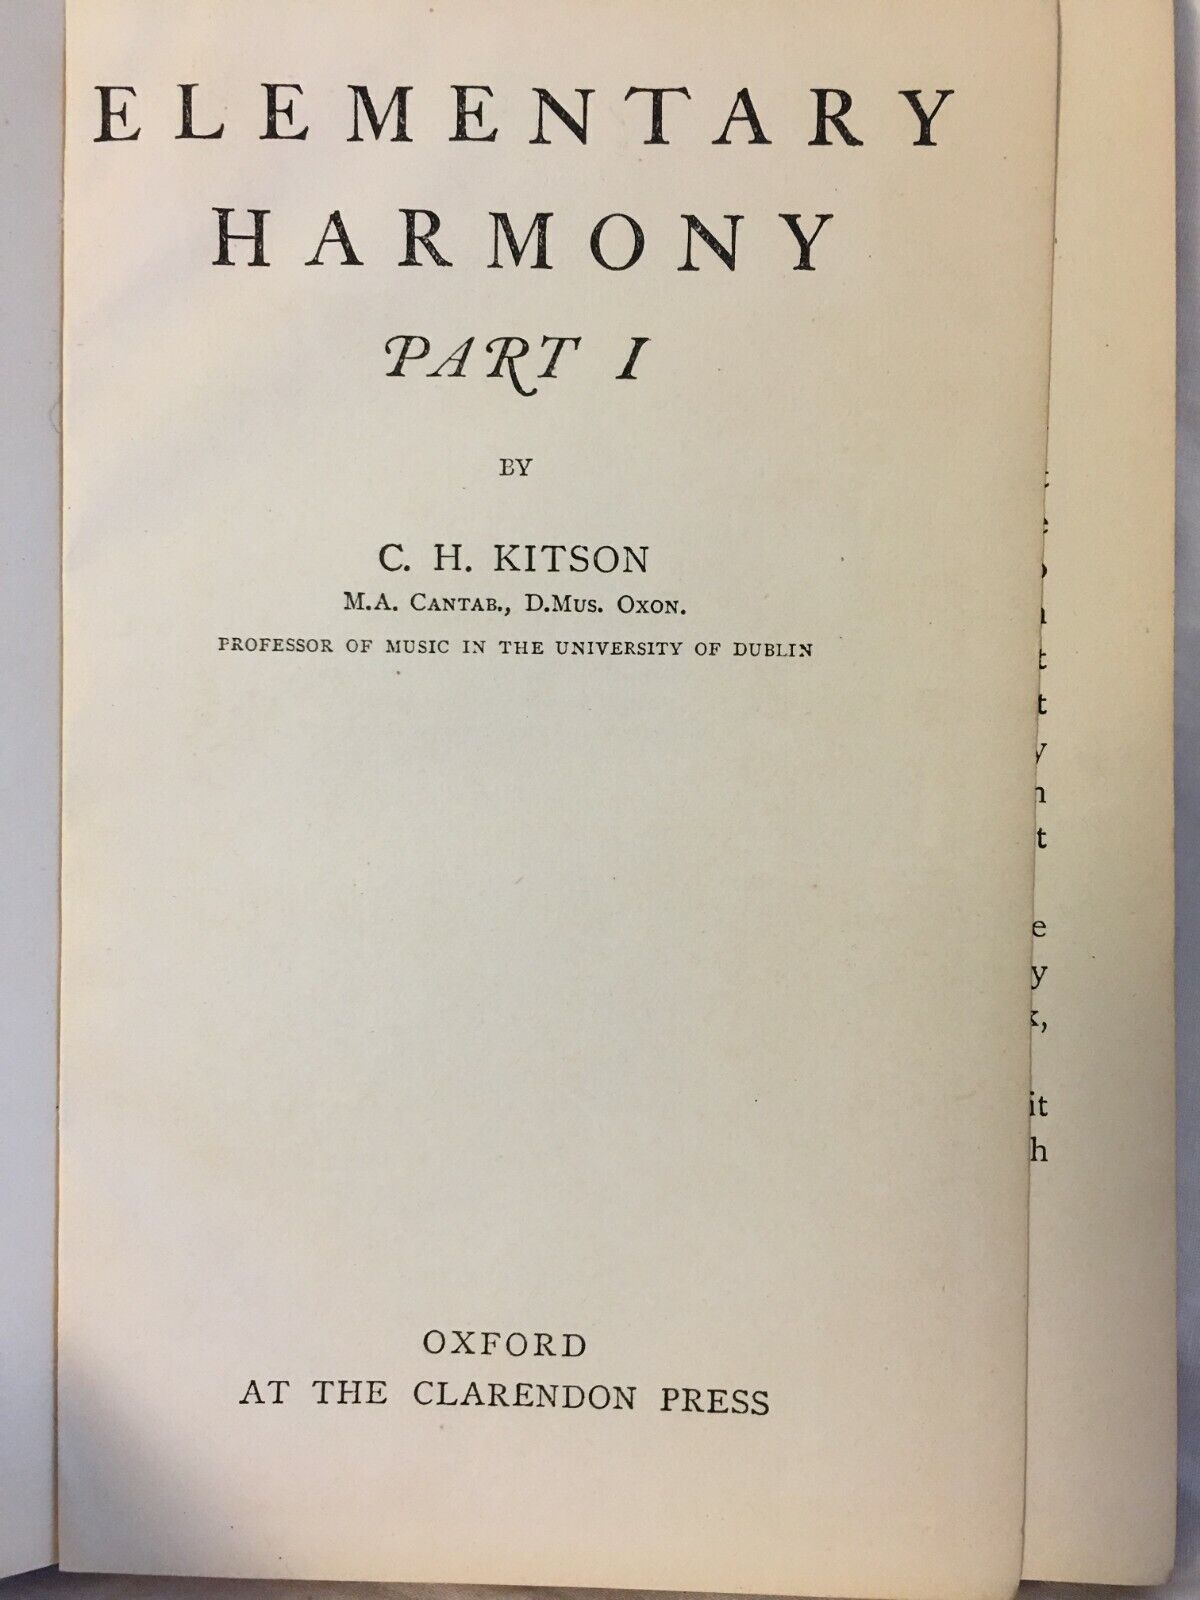 ELEMENTARY
HARMONY
PART I
BY
C. H. KITSON
M.A. CANTAB., D.MUS. OXON.
PROFESSOR OF MUSIC IN THE UNIVERSITY OF DUBLIN
OXFORD
AT THE CLARENDON PRESS